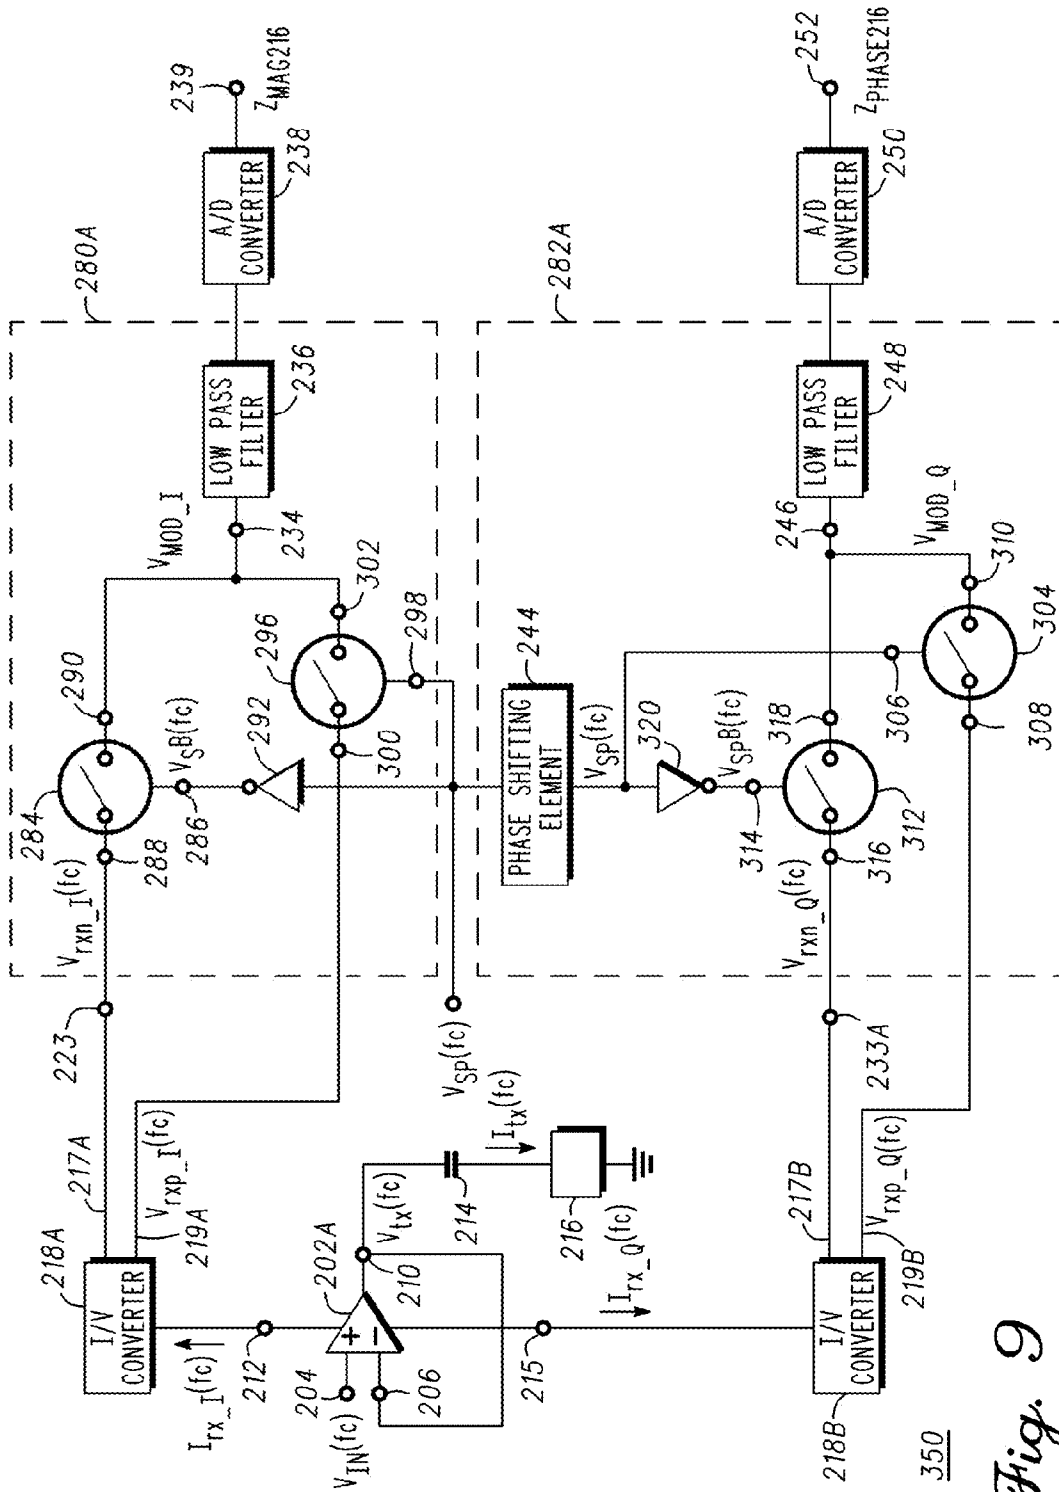 239
Z_MAG216
A/D
CONVERTER
238
280A
LOW PASS
FILTER
236
V_MOD_I
234
290
284
V_SB(fc)
286
292
288
V_rxn_I(fc)
302
296
298
300
223
217A
V_rxp_I(fc)
219A
218A
I/V
CONVERTER
I_rx_I(fc)
212
252
Z_PHASE216
A/D
CONVERTER
250
282A
LOW PASS
FILTER
248
246
V_MOD_Q
310
304
306
308
244
PHASE SHIFTING
ELEMENT
V_SP(fc)
320
V_SPB(fc)
318
314
312
316
V_rxn_Q(fc)
233A
V_SP(fc)
I_tx(fc)
V_tx(fc)
214
216
202A
210
+
−
204
206
V_IN(fc)
215
I_rx_Q(fc)
217B
V_rxp_Q(fc)
219B
I/V
CONVERTER
218B
350
Fig. 9